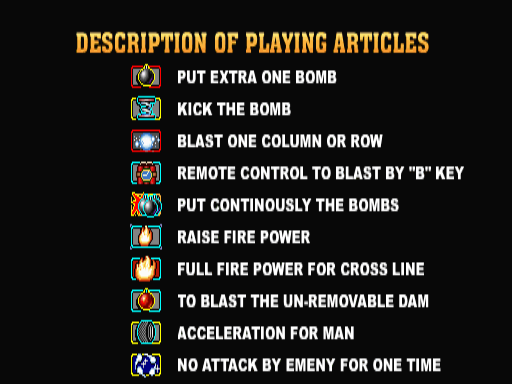 DESCRIPTION OF PLAYING ARTICLES
PUT EXTRA ONE BOMB
KICK THE BOMB
BLAST ONE COLUMN OR ROW
REMOTE CONTROL TO BLAST BY "B" KEY
PUT CONTINOUSLY THE BOMBS
RAISE FIRE POWER
FULL FIRE POWER FOR CROSS LINE
TO BLAST THE UN-REMOVABLE DAM
ACCELERATION FOR MAN
NO ATTACK BY EMENY FOR ONE TIME